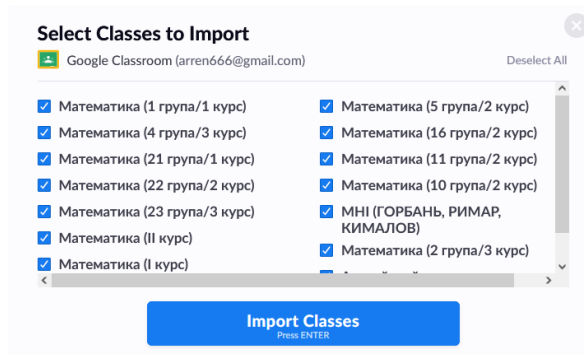 Select Classes to Import
Google Classroom (arren666@gmail.com)
Deselect All
Математика (1 група/1 курс)
Математика (4 група/3 курс)
Математика (21 група/1 курс)
Математика (22 група/2 курс)
Математика (23 група/3 курс)
Математика (II курс)
Математика (I курс)
Математика (5 група/2 курс)
Математика (16 група/2 курс)
Математика (11 група/2 курс)
Математика (10 група/2 курс)
МНІ (ГОРБАНЬ, РИМАР,
КИМАЛОВ)
Математика (2 група/3 курс)
Import Classes
Press ENTER